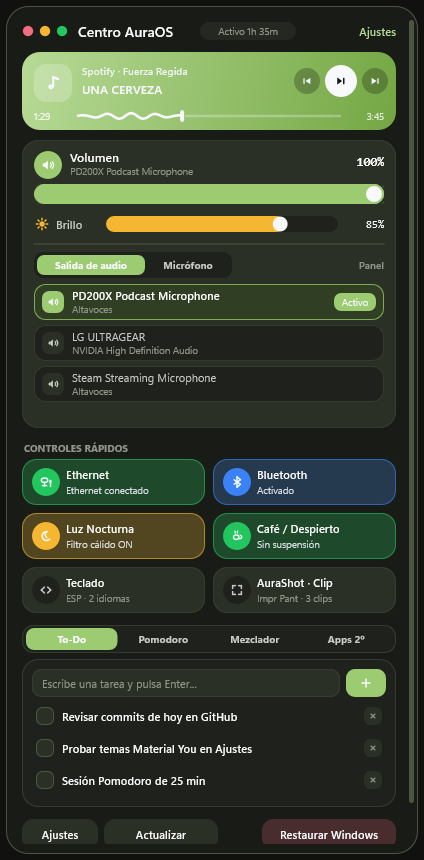 Centro AuraOS
Activo 1h 35m
Ajustes
Spotify · Fuerza Regida
UNA CERVEZA
1:29
3:45
Volumen
100%
PD200X Podcast Microphone
Brillo
85%
Salida de audio
Micrófono
Panel
PD200X Podcast Microphone
Altavoces
Activo
LG ULTRAGEAR
NVIDIA High Definition Audio
Steam Streaming Microphone
Altavoces
CONTROLES RÁPIDOS
Ethernet
Ethernet conectado
Bluetooth
Activado
Luz Nocturna
Filtro cálido ON
Café / Despierto
Sin suspensión
Teclado
ESP · 2 idiomas
AuraShot · Clip
Impr Pant · 3 clips
To-Do
Pomodoro
Mezclador
Apps 2º
Escribe una tarea y pulsa Enter...
+
Revisar commits de hoy en GitHub
Probar temas Material You en Ajustes
Sesión Pomodoro de 25 min
Ajustes
Actualizar
Restaurar Windows